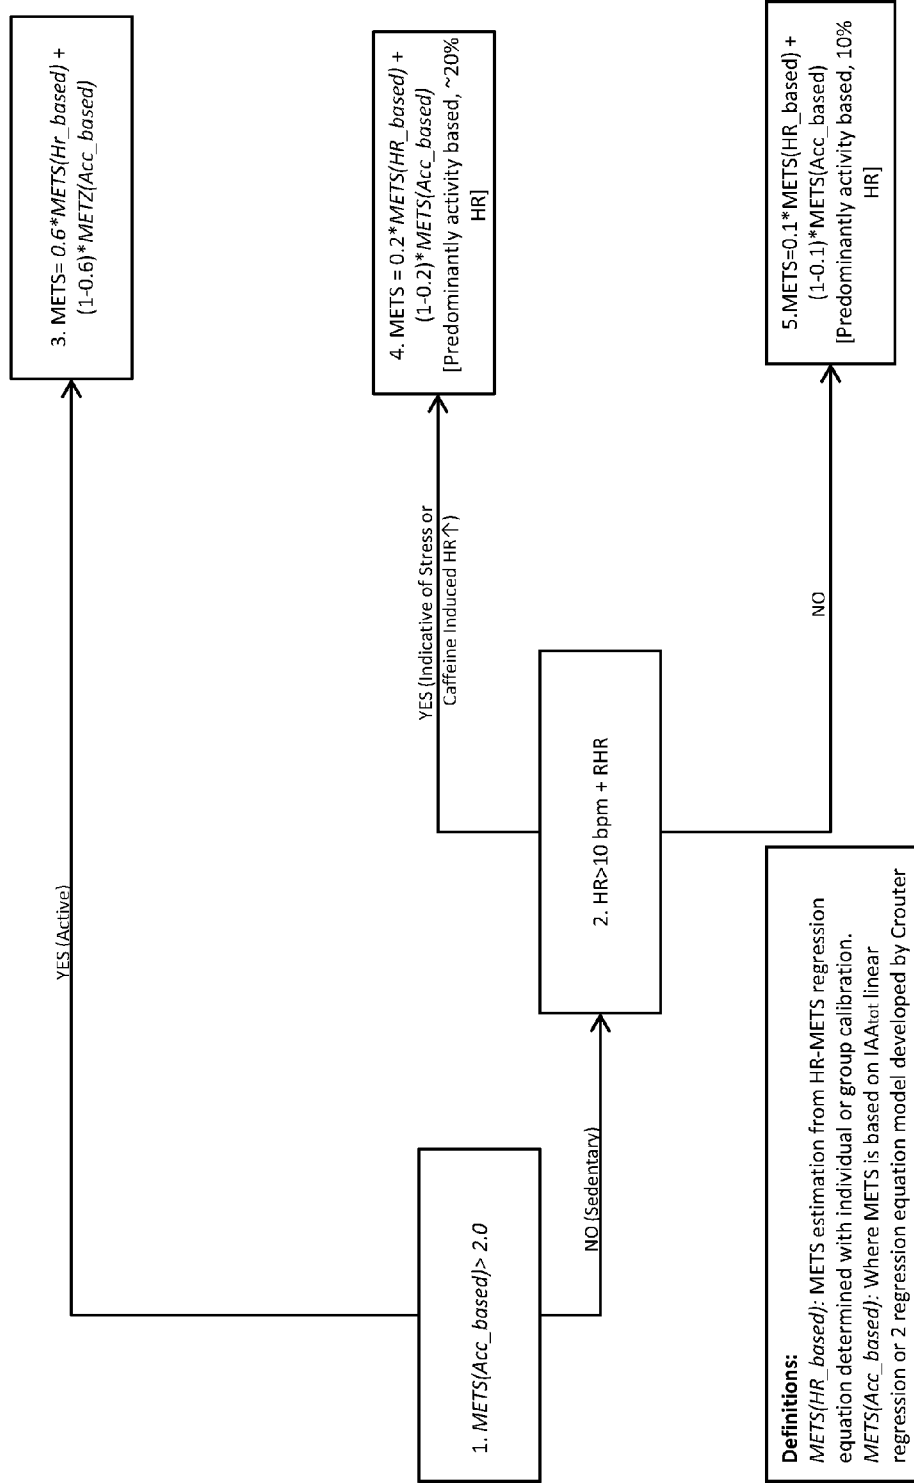 1. METS(Acc_based)> 2.0
YES (Active)
NO (Sedentary)
2. HR>10 bpm + RHR
YES (Indicative of Stress or
Caffeine Induced HR↑)
NO
3. METS= 0.6*METS(Hr_based) +
(1-0.6)*METZ(Acc_based)
4. METS = 0.2*METS(HR_based) +
(1-0.2)*METS(Acc_based)
[Predominantly activity based, ~20%
HR]
5.METS=0.1*METS(HR_based) +
(1-0.1)*METS(Acc_based)
[Predominantly activity based, 10%
HR]
Definitions:
METS(HR_based): METS estimation from HR-METS regression
equation determined with individual or group calibration.
METS(Acc_based): Where METS is based on IAAtot linear
regression or 2 regression equation model developed by Crouter